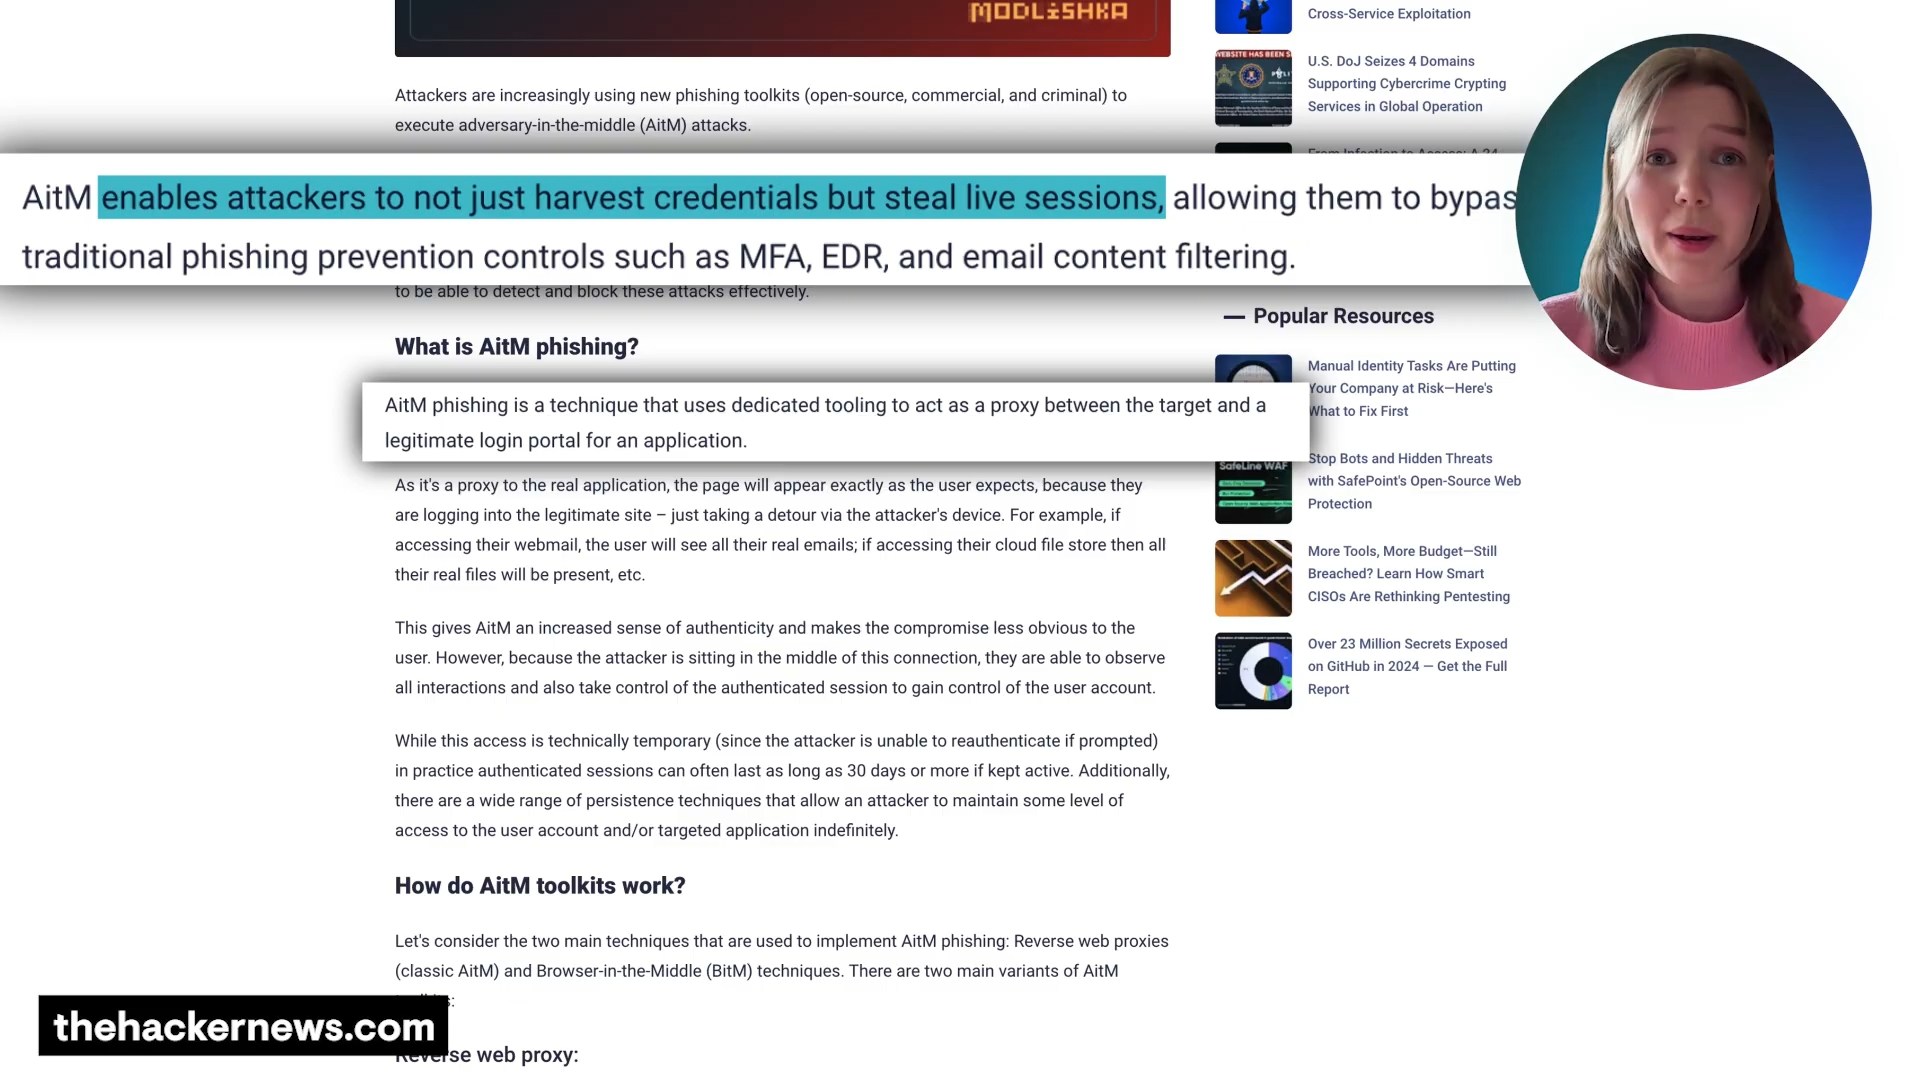 MODLISHKA
Attackers are increasingly using new phishing toolkits (open-source, commercial, and criminal) to
execute adversary-in-the-middle (AitM) attacks.
AitM enables attackers to not just harvest credentials but steal live sessions, allowing them to bypas
traditional phishing prevention controls such as MFA, EDR, and email content filtering.
to be able to detect and block these attacks effectively.
What is AitM phishing?
AitM phishing is a technique that uses dedicated tooling to act as a proxy between the target and a
legitimate login portal for an application.
As it's a proxy to the real application, the page will appear exactly as the user expects, because they
are logging into the legitimate site – just taking a detour via the attacker's device. For example, if
accessing their webmail, the user will see all their real emails; if accessing their cloud file store then all
their real files will be present, etc.
This gives AitM an increased sense of authenticity and makes the compromise less obvious to the
user. However, because the attacker is sitting in the middle of this connection, they are able to observe
all interactions and also take control of the authenticated session to gain control of the user account.
While this access is technically temporary (since the attacker is unable to reauthenticate if prompted)
in practice authenticated sessions can often last as long as 30 days or more if kept active. Additionally,
there are a wide range of persistence techniques that allow an attacker to maintain some level of
access to the user account and/or targeted application indefinitely.
How do AitM toolkits work?
Let's consider the two main techniques that are used to implement AitM phishing: Reverse web proxies
(classic AitM) and Browser-in-the-Middle (BitM) techniques. There are two main variants of AitM
Reverse web proxy:
Cross-Service Exploitation
WEBSITE HAS BEEN S
U.S. DoJ Seizes 4 Domains
Supporting Cybercrime Crypting
Services in Global Operation
From Infection to Access: A 24
Popular Resources
Manual Identity Tasks Are Putting
Your Company at Risk—Here's
What to Fix First
SafeLine WAF
Stop Bots and Hidden Threats
with SafePoint's Open-Source Web
Protection
More Tools, More Budget—Still
Breached? Learn How Smart
CISOs Are Rethinking Pentesting
Over 23 Million Secrets Exposed
on GitHub in 2024 — Get the Full
Report
thehackernews.com